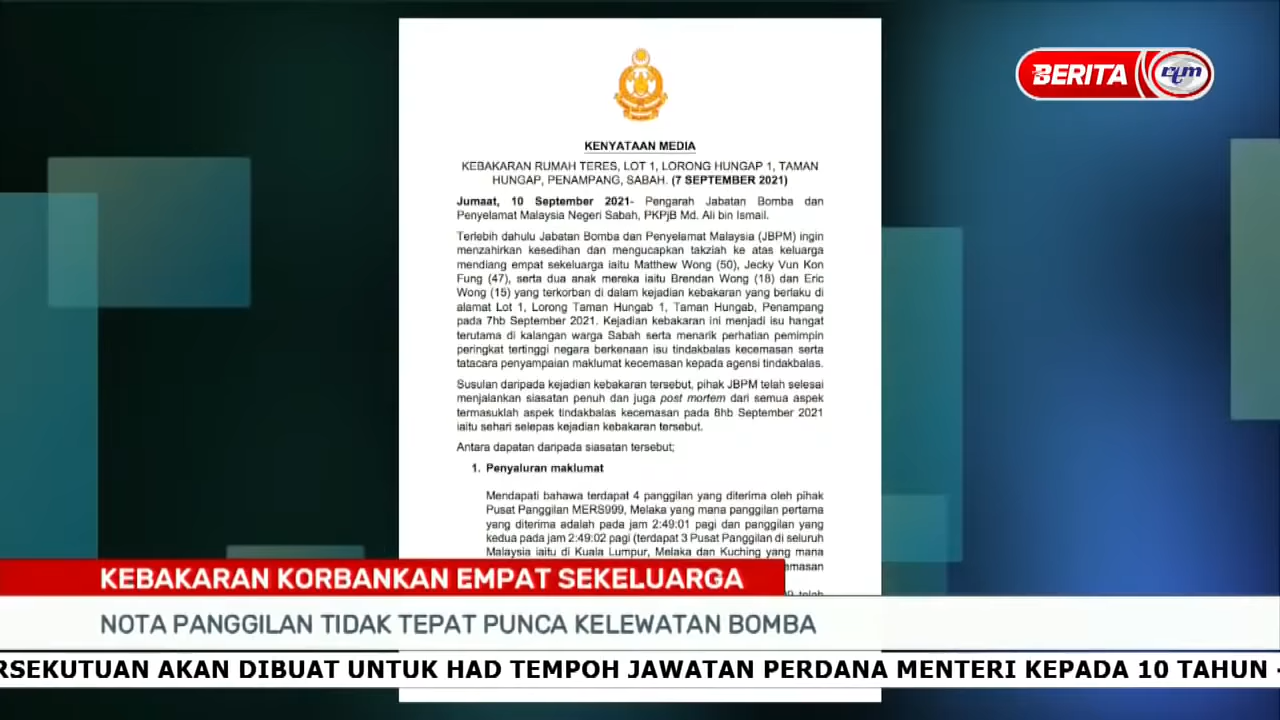 BERITA rtm
KENYATAAN MEDIA
KEBAKARAN RUMAH TERES, LOT 1, LORONG HUNGAP 1, TAMAN
HUNGAP, PENAMPANG, SABAH. (7 SEPTEMBER 2021)
Jumaat, 10 September 2021- Pengarah Jabatan Bomba dan
Penyelamat Malaysia Negeri Sabah, PKPjB Md. Ali bin Ismail.
Terlebih dahulu Jabatan Bomba dan Penyelamat Malaysia (JBPM) ingin
menzahirkan kesedihan dan mengucapkan takziah ke atas keluarga
mendiang empat sekeluarga iaitu Matthew Wong (50), Jecky Vun Kon
Fung (47), serta dua anak mereka iaitu Brendan Wong (18) dan Eric
Wong (15) yang terkorban di dalam kejadian kebakaran yang berlaku di
alamat Lot 1, Lorong Taman Hungab 1, Taman Hungab, Penampang
pada 7hb September 2021. Kejadian kebakaran ini menjadi isu hangat
terutama di kalangan warga Sabah serta menarik perhatian pemimpin
peringkat tertinggi negara berkenaan isu tindakbalas kecemasan serta
tatacara penyampaian maklumat kecemasan kepada agensi tindakbalas.
Susulan daripada kejadian kebakaran tersebut, pihak JBPM telah selesai
menjalankan siasatan penuh dan juga post mortem dari semua aspek
termasuklah aspek tindakbalas kecemasan pada 8hb September 2021
iaitu sehari selepas kejadian kebakaran tersebut.
Antara dapatan daripada siasatan tersebut;
1. Penyaluran maklumat
Mendapati bahawa terdapat 4 panggilan yang diterima oleh pihak
Pusat Panggilan MERS999, Melaka yang mana panggilan pertama
yang diterima adalah pada jam 2:49:01 pagi dan panggilan yang
kedua pada jam 2:49:02 pagi (terdapat 3 Pusat Panggilan di seluruh
Malaysia iaitu di Kuala Lumpur, Melaka dan Kuching yang mana
KEBAKARAN KORBANKAN EMPAT SEKELUARGA
NOTA PANGGILAN TIDAK TEPAT PUNCA KELEWATAN BOMBA
RSEKUTUAN AKAN DIBUAT UNTUK HAD TEMPOH JAWATAN PERDANA MENTERI KEPADA 10 TAHUN -